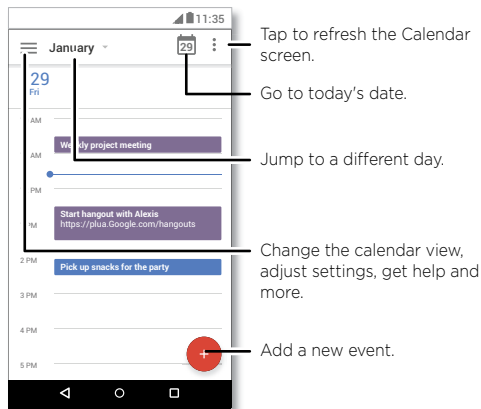 11:35
January
29
29
Fri
AM
Weekly project meeting
AM
PM
Start hangout with Alexis
https://plua.Google.com/hangouts
PM
2 PM
Pick up snacks for the party
3 PM
4 PM
+
5 PM
Tap to refresh the Calendar
screen.
Go to today's date.
Jump to a different day.
Change the calendar view,
adjust settings, get help and
more.
Add a new event.